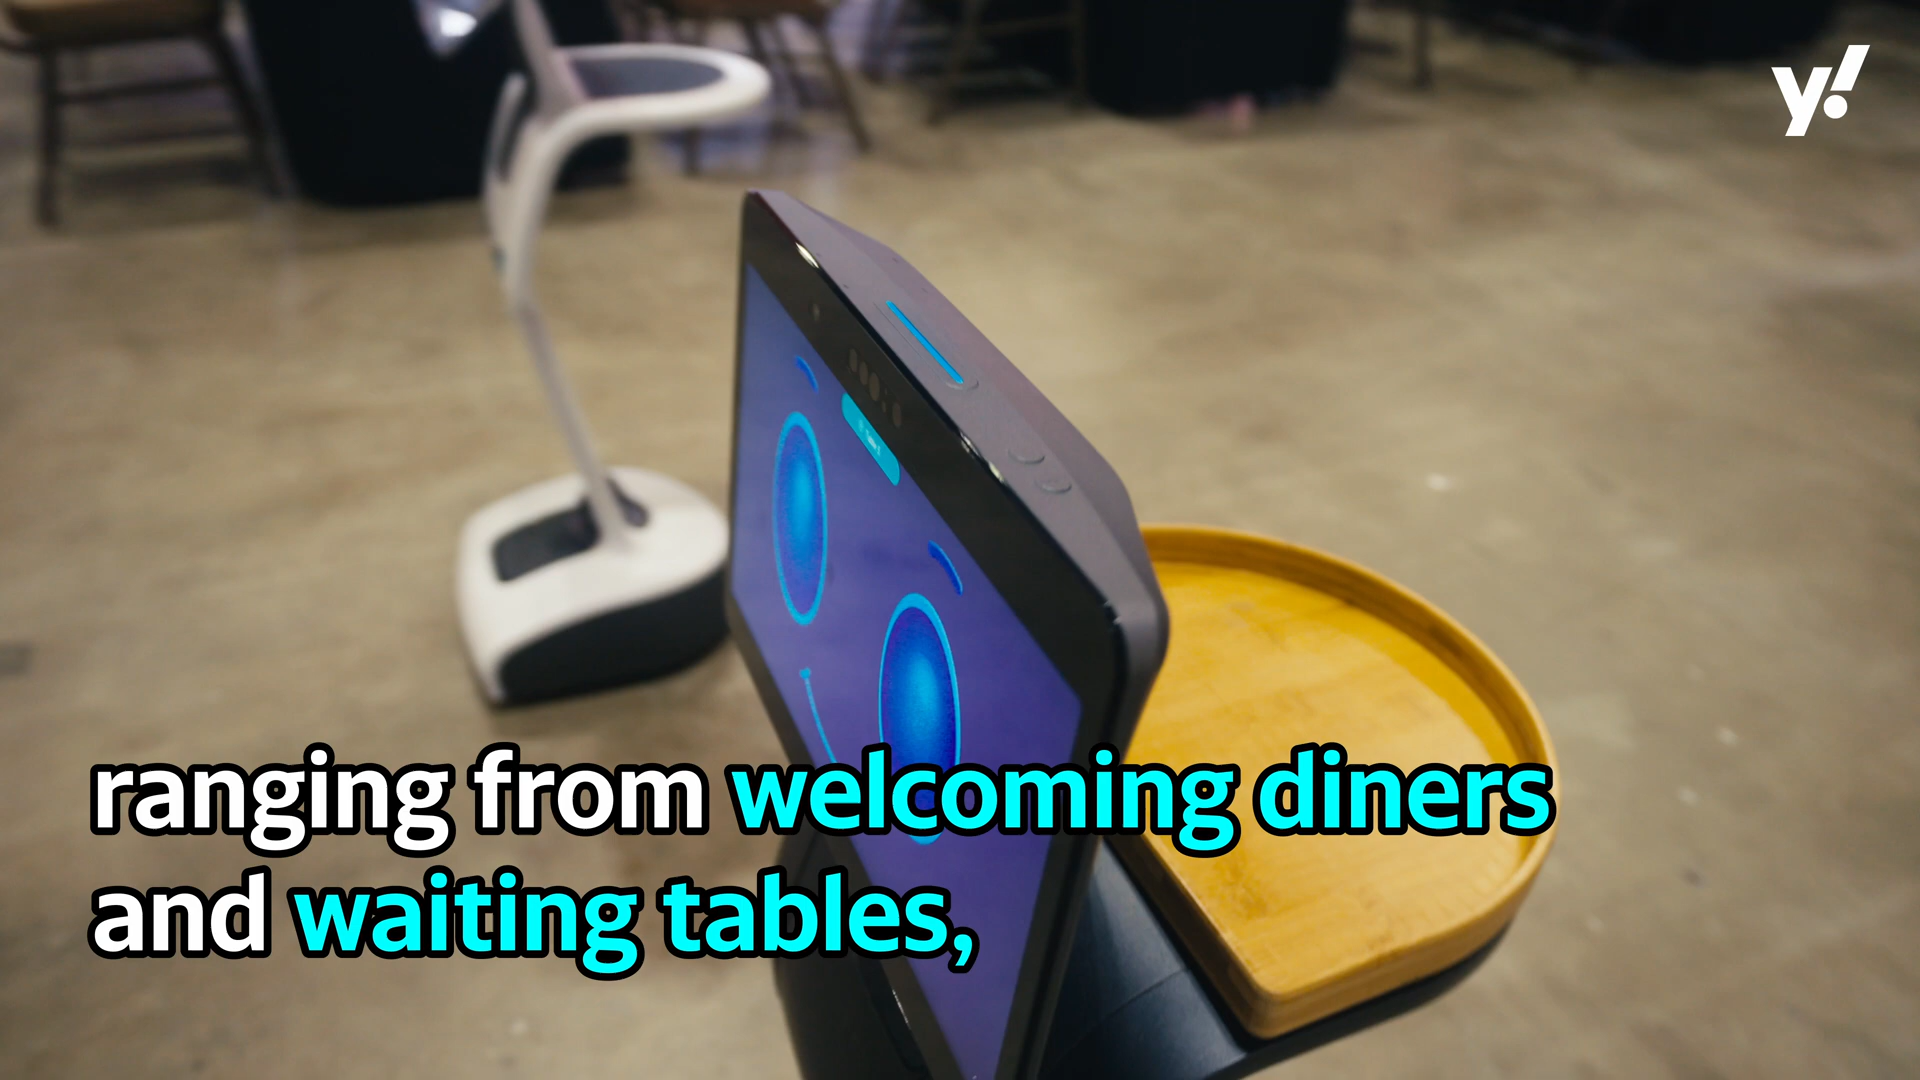 y!
ranging from welcoming diners
and waiting tables,